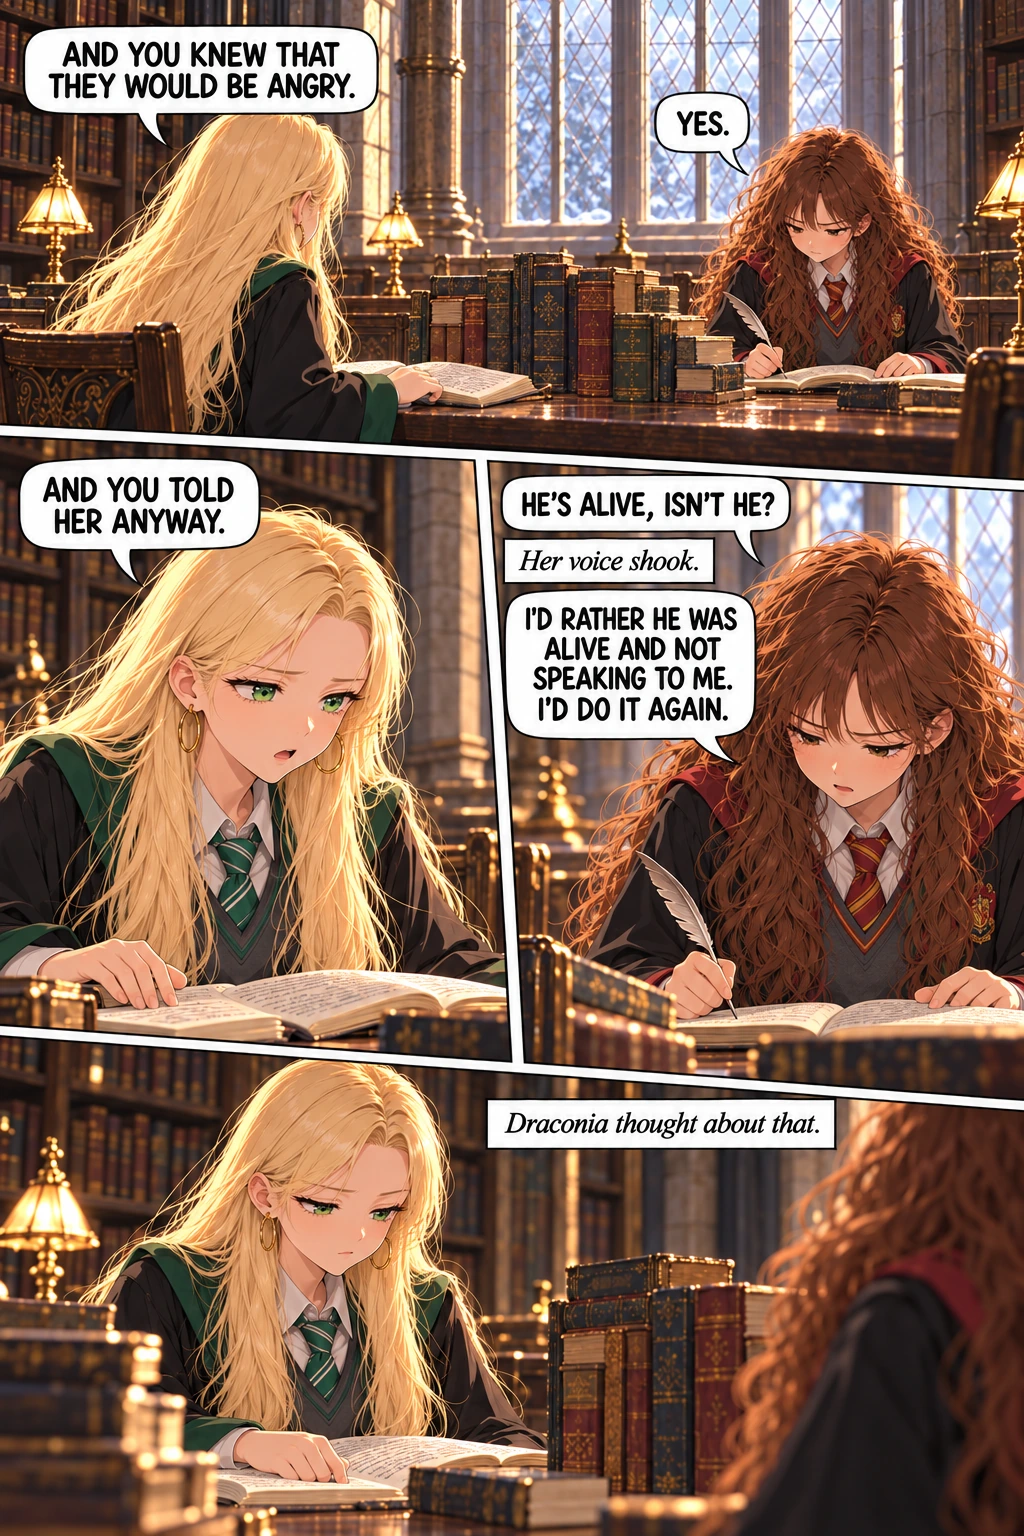 AND YOU KNEW THAT
THEY WOULD BE ANGRY.
YES.
AND YOU TOLD
HER ANYWAY.
HE'S ALIVE, ISN'T HE?
Her voice shook.
I'D RATHER HE WAS
ALIVE AND NOT
SPEAKING TO ME.
I'D DO IT AGAIN.
Draconia thought about that.